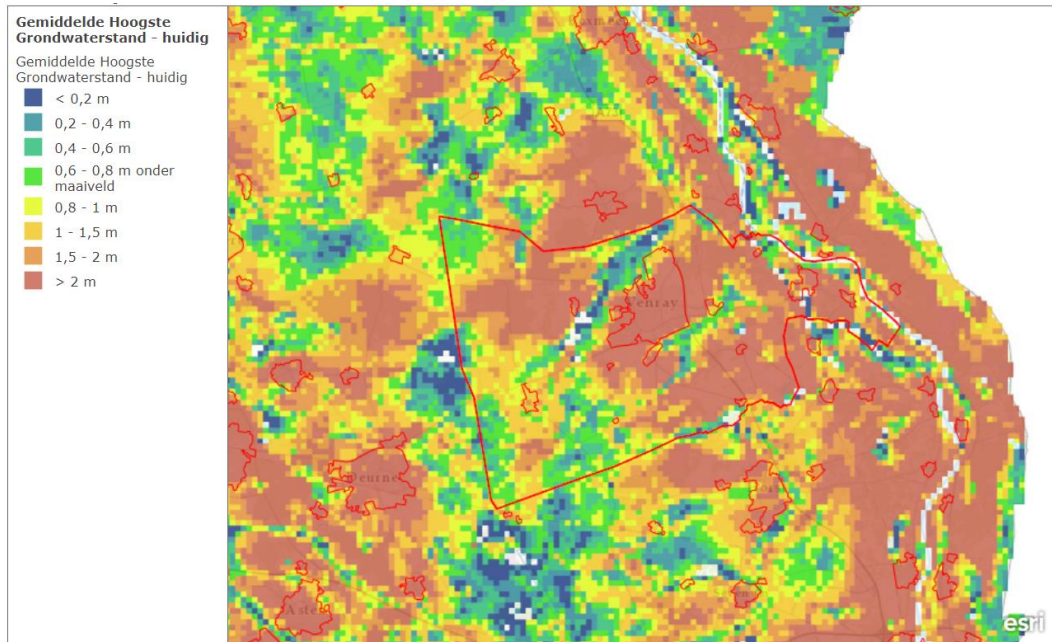 Gemiddelde Hoogste
Grondwaterstand - huidig
Gemiddelde Hoogste
Grondwaterstand - huidig
< 0,2 m
0,2 - 0,4 m
0,4 - 0,6 m
0,6 - 0,8 m onder
maaiveld
0,8 - 1 m
1 - 1,5 m
1,5 - 2 m
> 2 m
Venray
Deurne
Asten
esri